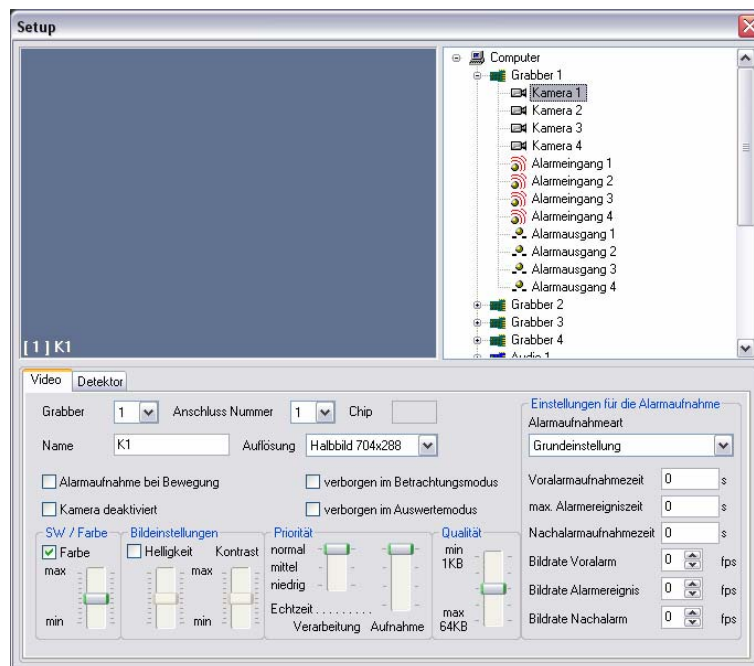 Setup
Computer
Grabber 1
Kamera 1
Kamera 2
Kamera 3
Kamera 4
Alarmeingang 1
Alarmeingang 2
Alarmeingang 3
Alarmeingang 4
Alarmausgang 1
Alarmausgang 2
Alarmausgang 3
Alarmausgang 4
Grabber 2
Grabber 3
Grabber 4
Audio 1
[ 1 ] K1
Video Detektor
Grabber 1 Anschluss Nummer 1 Chip
Name K1 Auflösung Halbbild 704x288
Alarmaufnahme bei Bewegung verborgen im Betrachtungsmodus
Kamera deaktiviert verborgen im Auswertemodus
SW / Farbe
Farbe
max
min
Bildeinstellungen
Helligkeit Kontrast
max
min
Priorität
normal
mittel
niedrig
Echtzeit . . . . . . . . .
Verarbeitung Aufnahme
Qualität
min
1KB
max
64KB
Einstellungen für die Alarmaufnahme
Alarmaufnahmeart
Grundeinstellung
Voralarmaufnahmezeit 0 s
max. Alarmereigniszeit 0 s
Nachalarmaufnahmezeit 0 s
Bildrate Voralarm 0 fps
Bildrate Alarmereignis 0 fps
Bildrate Nachalarm 0 fps